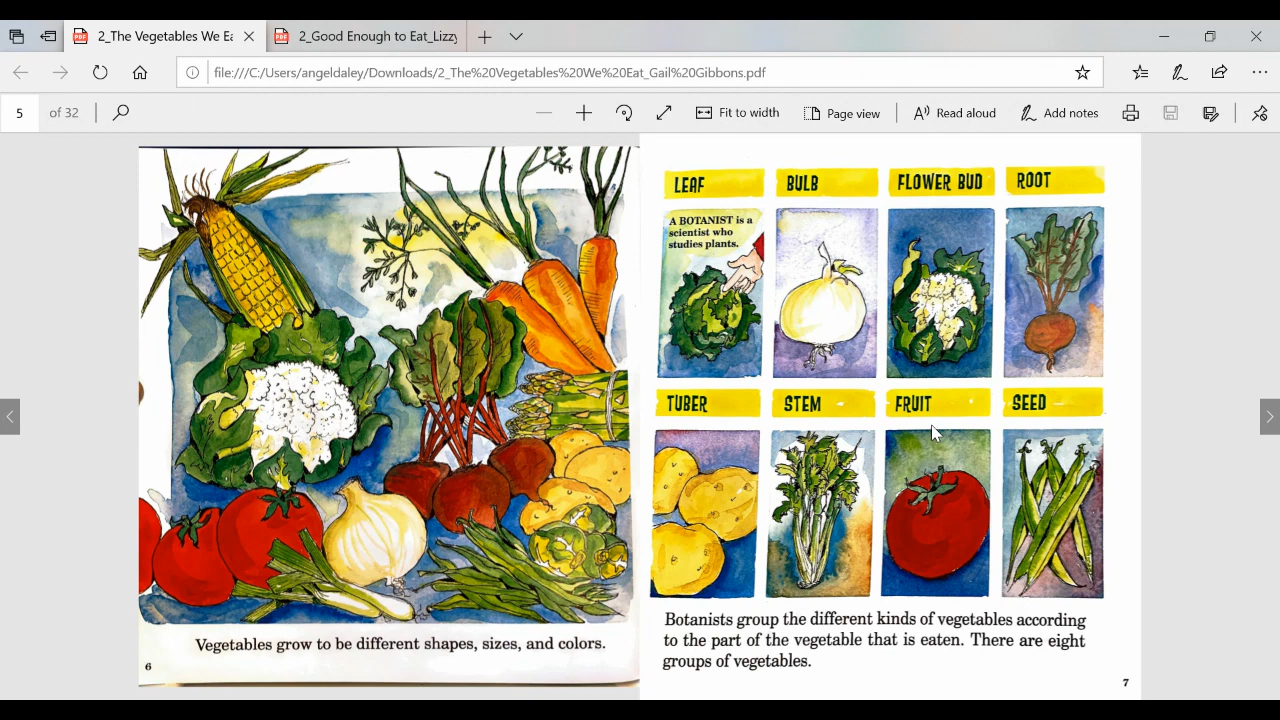 2_The Vegetables We Ea
2_Good Enough to Eat_Lizzy
file:///C:/Users/angeldaley/Downloads/2_The%20Vegetables%20We%20Eat_Gail%20Gibbons.pdf
5 of 32
Fit to width
Page view
Read aloud
Add notes
Vegetables grow to be different shapes, sizes, and colors.
6
LEAF BULB FLOWER BUD ROOT
A BOTANIST is a
scientist who
studies plants.
TUBER STEM FRUIT SEED
Botanists group the different kinds of vegetables according
to the part of the vegetable that is eaten. There are eight
groups of vegetables.
7